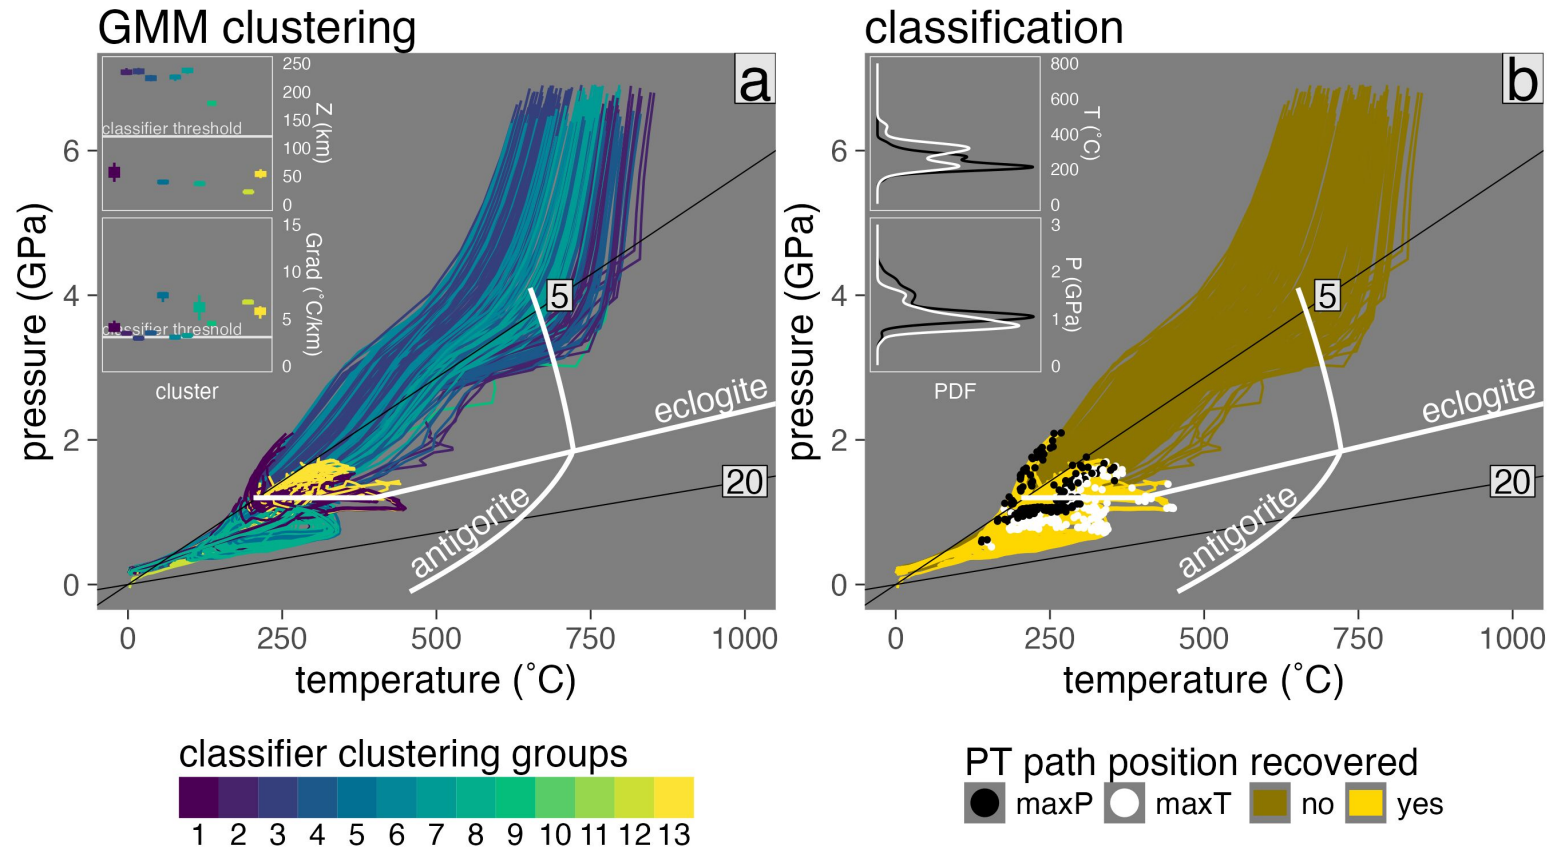 GMM clustering
a
250
200
150
100
50
0
Z (km)
classifier threshold
15
10
5
0
Grad (˚C/km)
classifier threshold
cluster
5
eclogite
20
antigorite
6
4
2
0
pressure (GPa)
0 250 500 750 1000
temperature (˚C)
classifier clustering groups
1 2 3 4 5 6 7 8 9 10 11 12 13
classification
b
800
600
400
200
0
T (˚C)
3
2
1
0
P (GPa)
PDF
5
eclogite
20
antigorite
6
4
2
0
pressure (GPa)
0 250 500 750 1000
temperature (˚C)
PT path position recovered
maxP maxT no yes